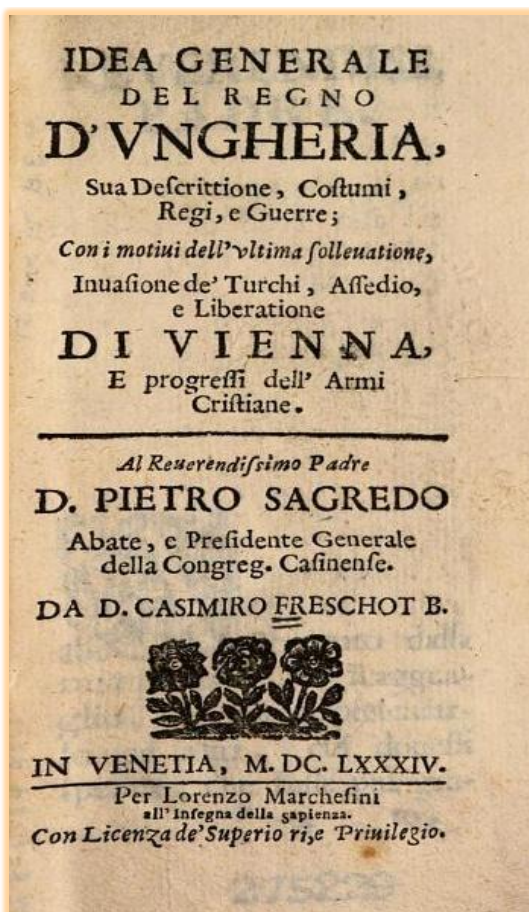 IDEA GENERALE
DEL REGNO
D'VNGHERIA,
Sua Deſcrittione, Coſtumi,
Regi, e Guerre;
Con i motiui dell'vltima ſolleuatione,
Inuaſione de' Turchi, Aſſedio,
e Liberatione
DI VIENNA,
E progreſſi dell' Armi
Criſtiane.
Al Reuerendiſsimo Padre
D. PIETRO SAGREDO
Abate, e Preſidente Generale
della Congreg. Caſinenſe.
DA D. CASIMIRO FRESCHOT B.
IN VENETIA, M. DC. LXXXIV.
Per Lorenzo Marcheſini
all' Inſegna della sapienza.
Con Licenza de' Superio ri, e Priuilegio.